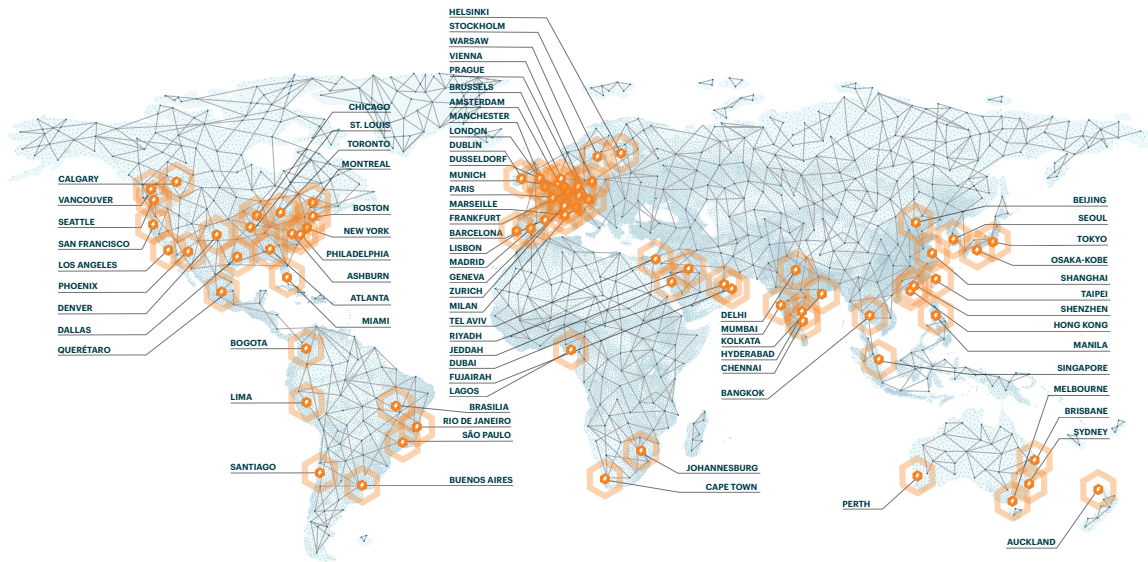 HELSINKI
STOCKHOLM
WARSAW
VIENNA
PRAGUE
BRUSSELS
AMSTERDAM
MANCHESTER
LONDON
DUBLIN
DUSSELDORF
MUNICH
PARIS
MARSEILLE
FRANKFURT
BARCELONA
LISBON
MADRID
GENEVA
ZURICH
MILAN
TEL AVIV
RIYADH
JEDDAH
DUBAI
FUJAIRAH
LAGOS
CHICAGO
ST. LOUIS
TORONTO
MONTREAL
BOSTON
NEW YORK
PHILADELPHIA
ASHBURN
ATLANTA
MIAMI
CALGARY
VANCOUVER
SEATTLE
SAN FRANCISCO
LOS ANGELES
PHOENIX
DENVER
DALLAS
QUERÉTARO
BOGOTA
LIMA
SANTIAGO
BRASILIA
RIO DE JANEIRO
SÃO PAULO
BUENOS AIRES
JOHANNESBURG
CAPE TOWN
DELHI
MUMBAI
KOLKATA
HYDERABAD
CHENNAI
BANGKOK
BEIJING
SEOUL
TOKYO
OSAKA-KOBE
SHANGHAI
TAIPEI
SHENZHEN
HONG KONG
MANILA
SINGAPORE
MELBOURNE
BRISBANE
SYDNEY
PERTH
AUCKLAND